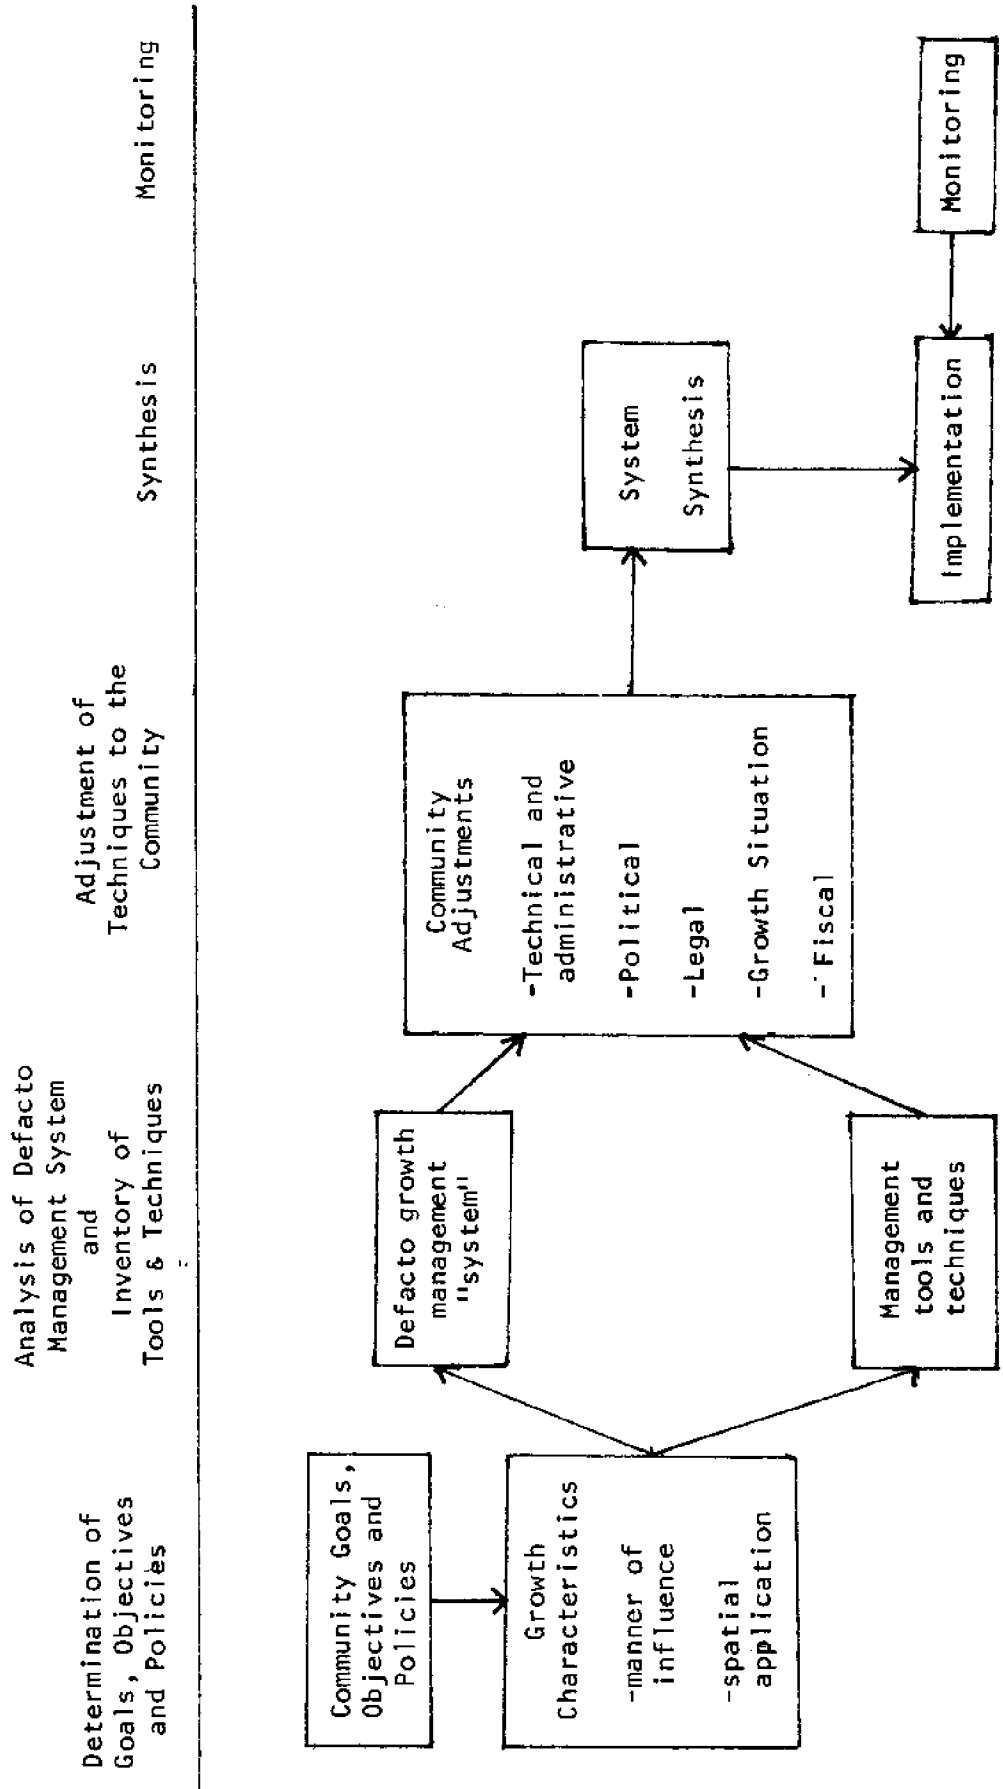 Determination of
Goals, Objectives
and Policies
Analysis of Defacto
Management System
and
Inventory of
Tools & Techniques
Adjustment of
Techniques to the
Community
Synthesis
Monitoring
Community Goals,
Objectives and
Policies
Growth
Characteristics
-manner of
influence
-spatial
application
Defacto growth
management
"system"
Management
tools and
techniques
Community
Adjustments
-Technical and
administrative
-Political
-Legal
-Growth Situation
-Fiscal
System
Synthesis
Implementation
Monitoring